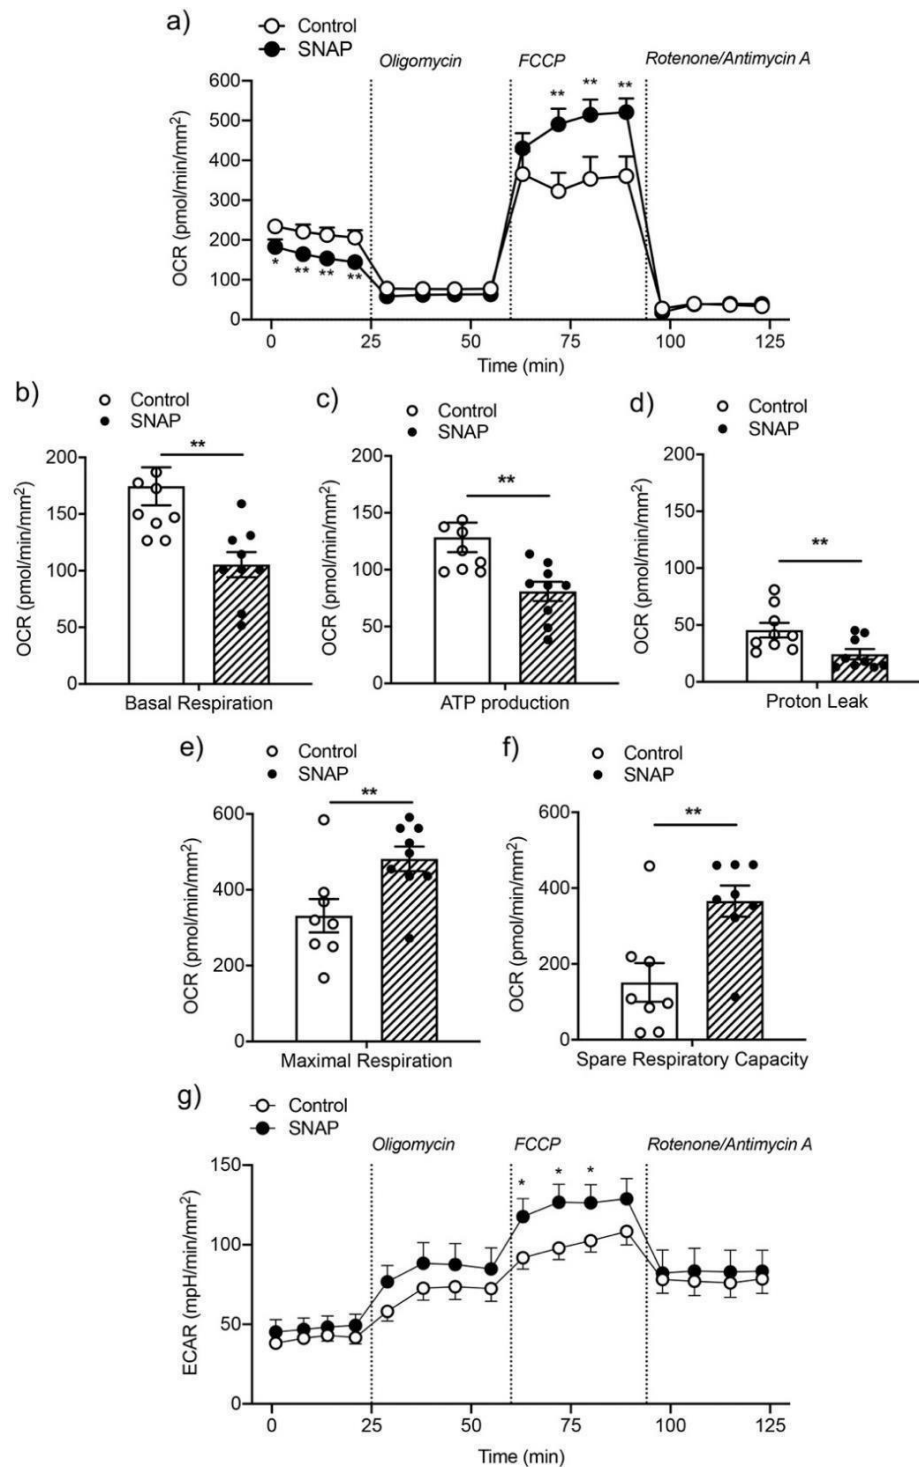 a)
Control
SNAP
Oligomycin
FCCP
Rotenone/Antimycin A
OCR (pmol/min/mm²)
600
500
400
300
200
100
0
** ** **
* ** ** **
0 25 50 75 100 125
Time (min)
b)
Control
SNAP
**
OCR (pmol/min/mm²)
200
150
100
50
0
Basal Respiration
c)
Control
SNAP
**
OCR (pmol/min/mm²)
200
150
100
50
0
ATP production
d)
Control
SNAP
**
OCR (pmol/min/mm²)
200
150
100
50
0
Proton Leak
e)
Control
SNAP
**
OCR (pmol/min/mm²)
600
400
200
0
Maximal Respiration
f)
Control
SNAP
**
OCR (pmol/min/mm²)
600
400
200
0
Spare Respiratory Capacity
g)
Control
SNAP
Oligomycin
FCCP
Rotenone/Antimycin A
ECAR (mpH/min/mm²)
150
100
50
0
* * *
0 25 50 75 100 125
Time (min)